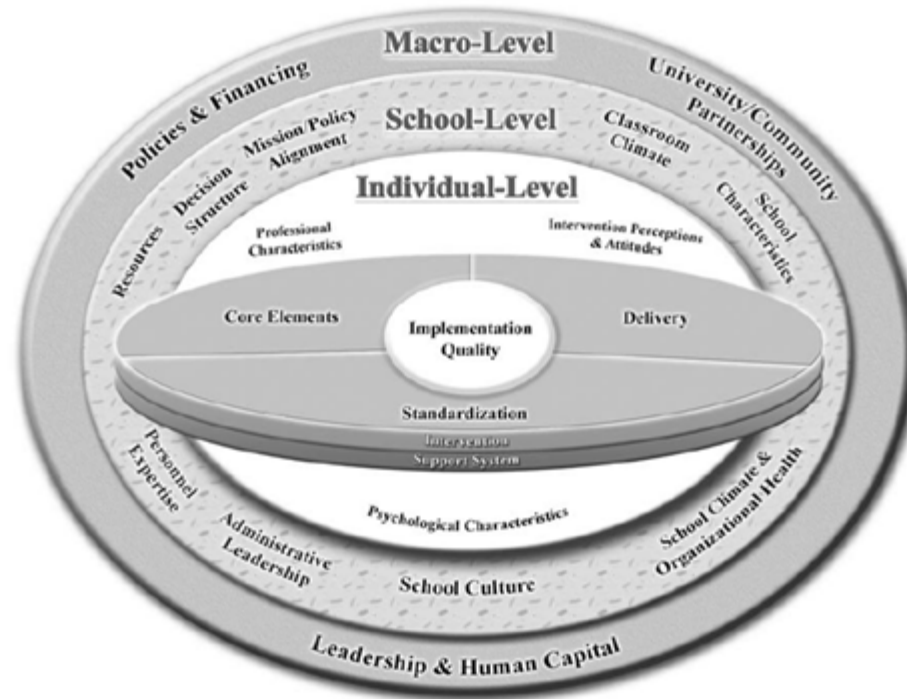 Macro-Level
Policies & Financing
University/Community
Partnerships
School-Level
Mission/Policy
Alignment
Decision
Structure
Resources
Classroom
Climate
School
Characteristics
Individual-Level
Professional
Characteristics
Intervention Perceptions
& Attitudes
Core Elements
Implementation
Quality
Delivery
Standardization
Intervention
Support System
Psychological Characteristics
Personnel
Expertise
Administrative
Leadership
School Culture
School Climate &
Organizational Health
Leadership & Human Capital